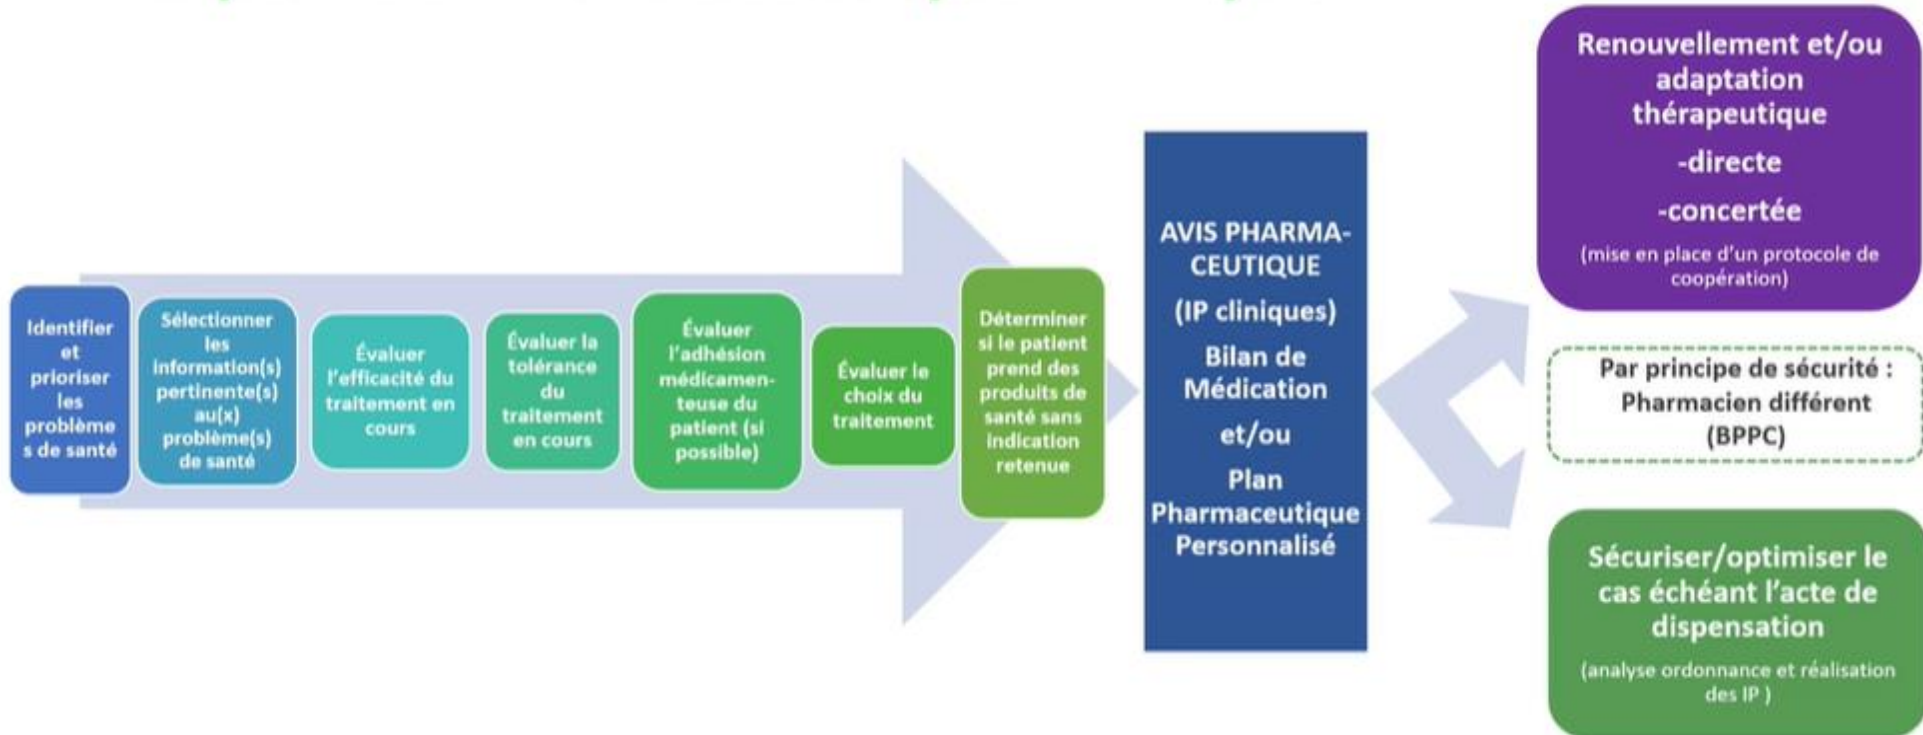 Identifier
et
prioriser
les
problème
s de santé
Sélectionner
les
information(s)
pertinente(s)
au(x)
problème(s)
de santé
Évaluer
l'efficacité du
traitement en
cours
Évaluer la
tolérance
du
traitement
en cours
Évaluer
l'adhésion
médicamen-
teuse du
patient (si
possible)
Évaluer le
choix du
traitement
Déterminer
si le patient
prend des
produits de
santé sans
indication
retenue
AVIS PHARMA-
CEUTIQUE
(IP cliniques)
Bilan de
Médication
et/ou
Plan
Pharmaceutique
Personnalisé
Renouvellement et/ou
adaptation
thérapeutique
-directe
-concertée
(mise en place d'un protocole de
coopération)
Par principe de sécurité :
Pharmacien différent
(BPPC)
Sécuriser/optimiser le
cas échéant l'acte de
dispensation
(analyse ordonnance et réalisation
des IP )